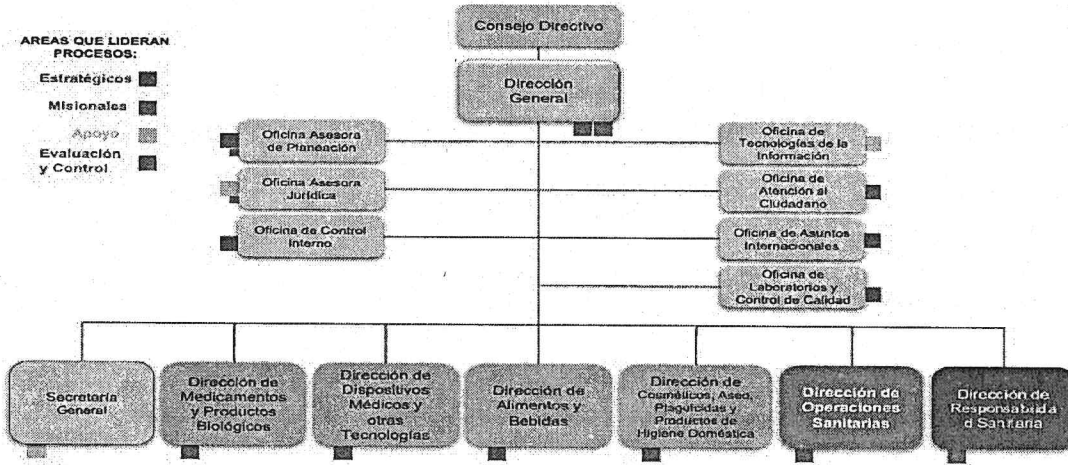 Consejo Directivo
Dirección
General
AREAS QUE LIDERAN
PROCESOS:
Estratégicos
Misionales
Apoyo
Evaluación
y Control
Oficina Asesora
de Planeación
Oficina Asesora
Jurídica
Oficina de Control
Interno
Oficina de
Tecnologías de la
Información
Oficina de
Atención al
Ciudadano
Oficina de Asuntos
Internacionales
Oficina de
Laboratorios y
Control de Calidad
Secretaría
General
Dirección de
Medicamentos
y Productos
Biológicos
Dirección de
Dispositivos
Médicos y
otras
Tecnologías
Dirección de
Alimentos y
Bebidas
Dirección de
Cosméticos, Aseo,
Plaguicidas y
Productos de
Higiene Doméstica
Dirección de
Operaciones
Sanitarias
Dirección de
Responsabilida
d Sanitaria